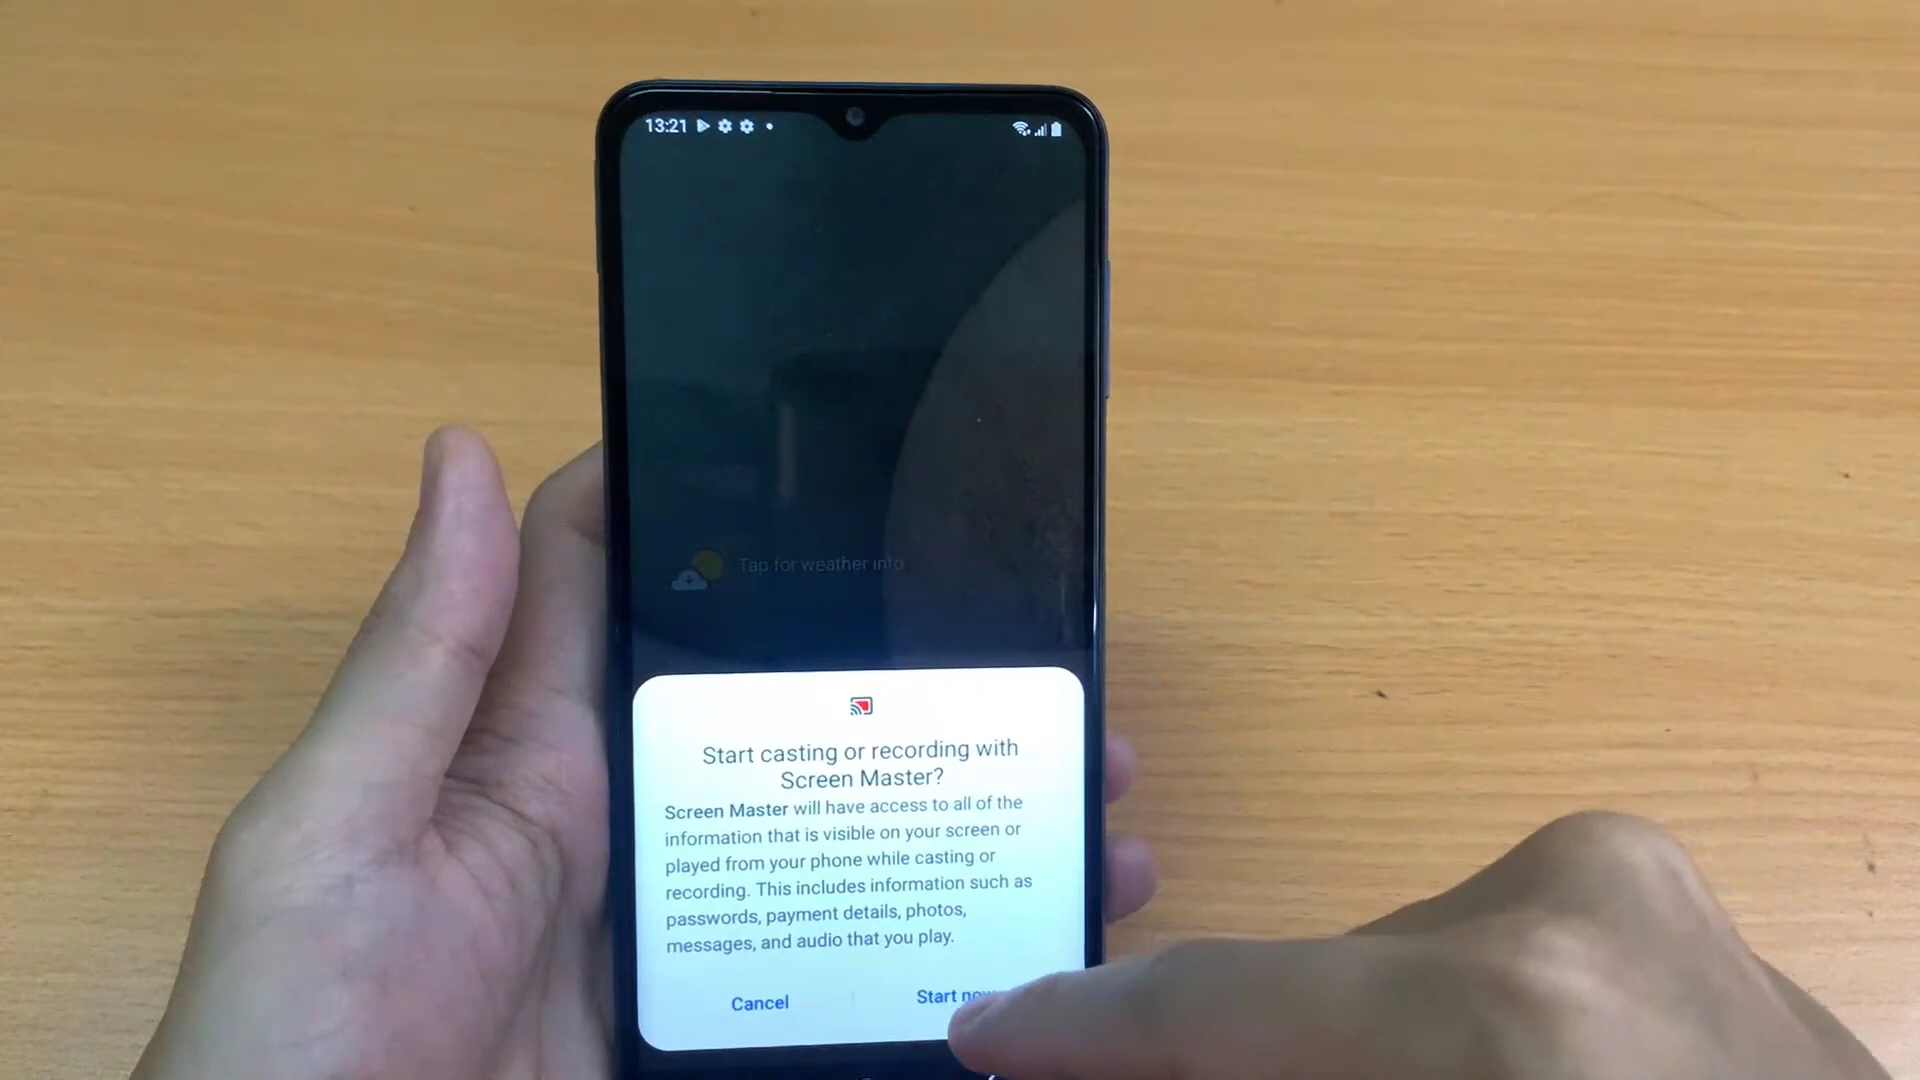 13:21
Tap for weather info
Start casting or recording with
Screen Master?
Screen Master will have access to all of the
information that is visible on your screen or
played from your phone while casting or
recording. This includes information such as
passwords, payment details, photos,
messages, and audio that you play.
Cancel
Start now